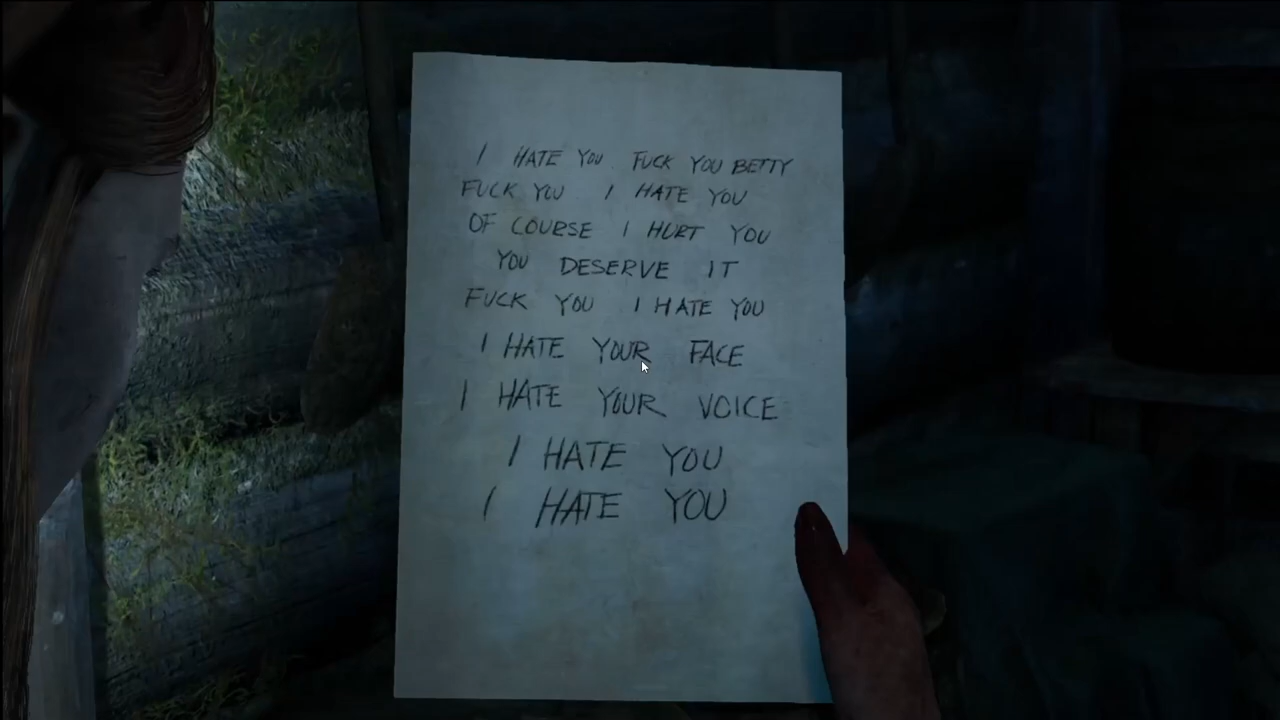 I HATE YOU FUCK YOU BETTY
FUCK YOU I HATE YOU
OF COURSE I HURT YOU
YOU DESERVE IT
FUCK YOU I HATE YOU
I HATE YOUR FACE
I HATE YOUR VOICE
I HATE YOU
I HATE YOU